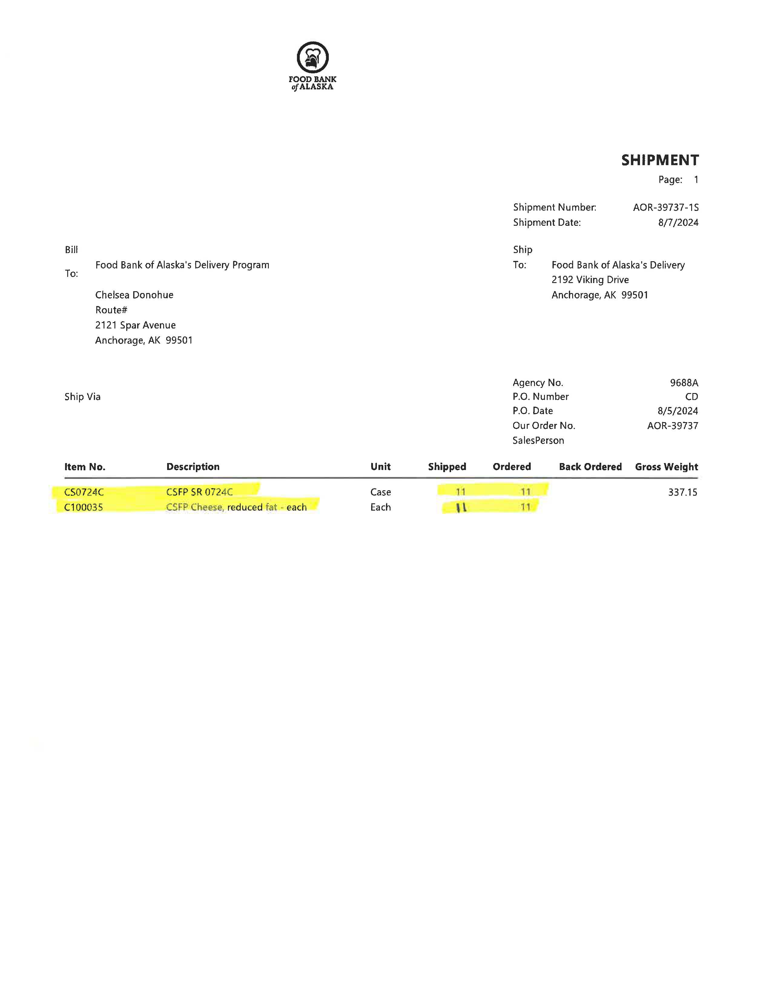 FOOD BANK
of ALASKA
SHIPMENT
Page: 1
Shipment Number: AOR-39737-1S
Shipment Date: 8/7/2024
Bill
To:
Food Bank of Alaska's Delivery Program
Chelsea Donohue
Route#
2121 Spar Avenue
Anchorage, AK 99501
Ship
To: Food Bank of Alaska's Delivery
2192 Viking Drive
Anchorage, AK 99501
Ship Via
Agency No. 9688A
P.O. Number CD
P.O. Date 8/5/2024
Our Order No. AOR-39737
SalesPerson
Item No. Description Unit Shipped Ordered Back Ordered Gross Weight
CS0724C CSFP SR 0724C Case 11 11 337.15
C100035 CSFP Cheese, reduced fat - each Each 11 11